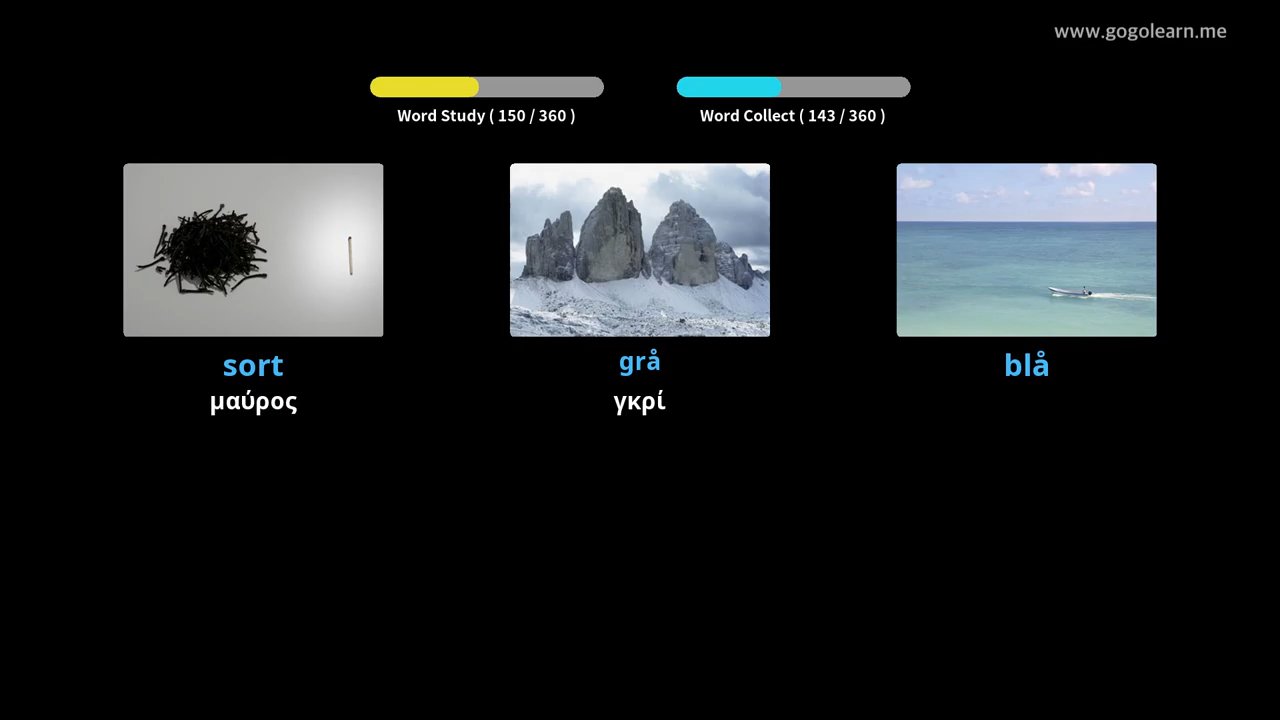 www.gogolearn.me
Word Study ( 150 / 360 )
Word Collect ( 143 / 360 )
sort
μαύρος
grå
γκρί
blå